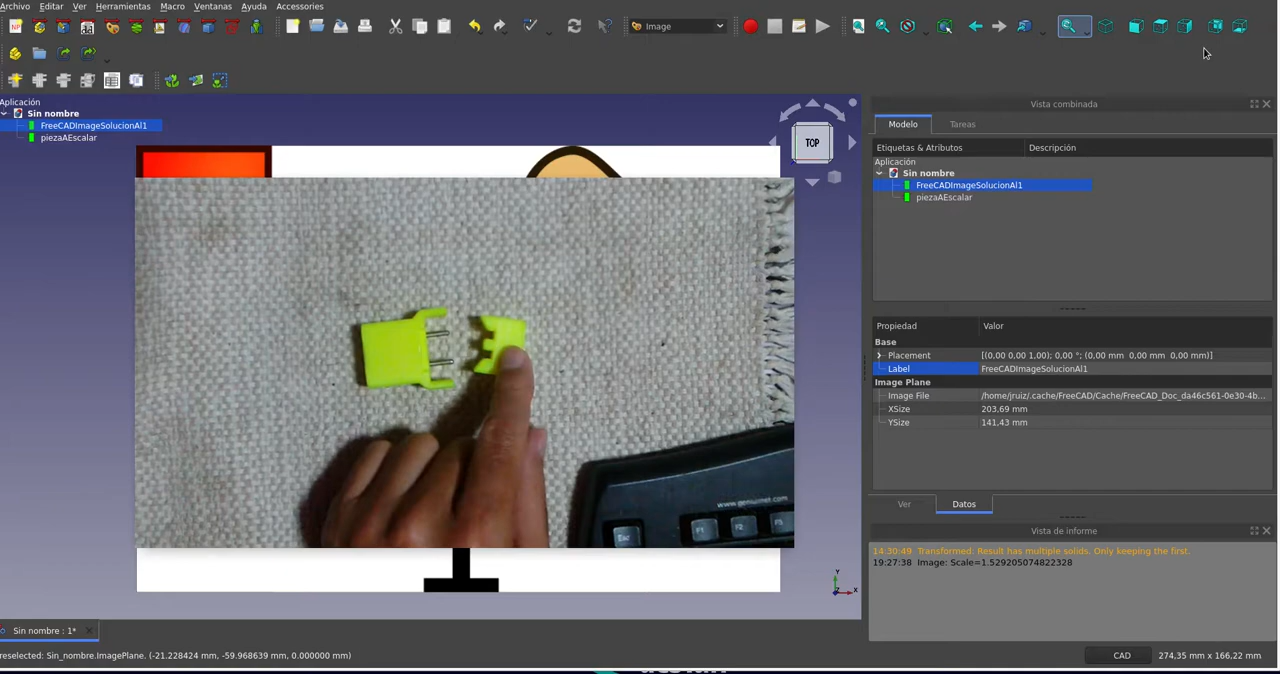 Archivo Editar Ver Herramientas Macro Ventanas Ayuda Accessories
Image
Aplicación
Sin nombre
FreeCADImageSolucionAl1
piezaAEscalar
TOP
Vista combinada
Modelo Tareas
Etiquetas & Atributos Descripción
Aplicación
Sin nombre
FreeCADImageSolucionAl1
piezaAEscalar
Propiedad Valor
Base
Placement [(0,00 0,00 1,00); 0,00 °; (0,00 mm 0,00 mm 0,00 mm)]
Label FreeCADImageSolucionAl1
Image Plane
Image File /home/jruiz/.cache/FreeCAD/Cache/FreeCAD_Doc_da46c561-0e30-4b...
XSize 203,69 mm
YSize 141,43 mm
Ver Datos
Vista de informe
14:30:49 Transformed: Result has multiple solids. Only keeping the first.
19:27:38 Image: Scale=1.529205074822328
www.geniusnet.com
Esc F1 F2 F3
Y
Z X
Sin nombre : 1*
reselected: Sin_nombre.ImagePlane. (-21.228424 mm, -59.968639 mm, 0.000000 mm)
CAD 274,35 mm x 166,22 mm